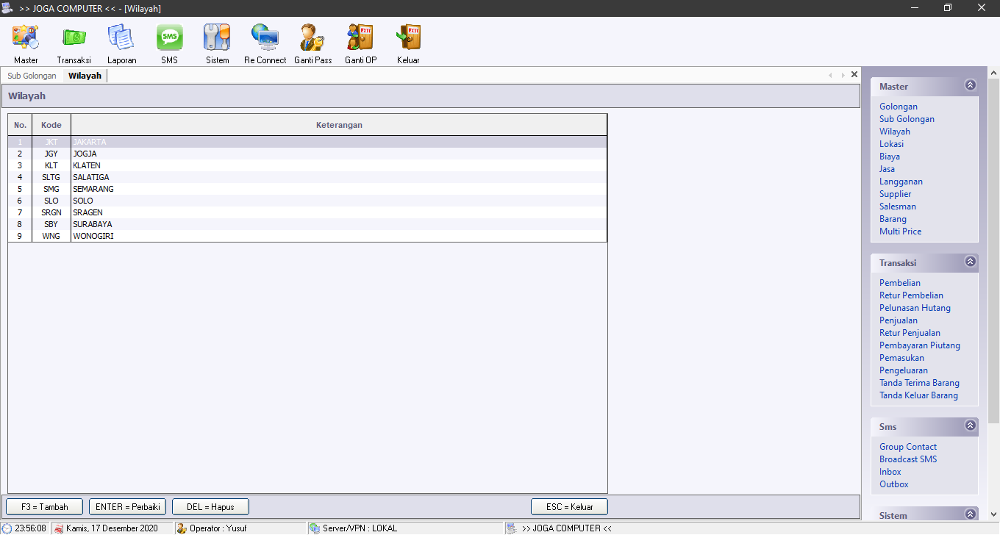 >> JOGA COMPUTER << - [Wilayah]
Master Transaksi Laporan SMS Sistem Re Connect Ganti Pass Ganti OP Keluar
Sub Golongan Wilayah
Wilayah
No. Kode Keterangan
1 JKT JAKARTA
2 JGY JOGJA
3 KLT KLATEN
4 SLTG SALATIGA
5 SMG SEMARANG
6 SLO SOLO
7 SRGN SRAGEN
8 SBY SURABAYA
9 WNG WONOGIRI
F3 = Tambah ENTER = Perbaiki DEL = Hapus ESC = Keluar
Master
Golongan
Sub Golongan
Wilayah
Lokasi
Biaya
Jasa
Langganan
Supplier
Salesman
Barang
Multi Price
Transaksi
Pembelian
Retur Pembelian
Pelunasan Hutang
Penjualan
Retur Penjualan
Pembayaran Piutang
Pemasukan
Pengeluaran
Tanda Terima Barang
Tanda Keluar Barang
Sms
Group Contact
Broadcast SMS
Inbox
Outbox
Sistem
23:56:08 Kamis, 17 Desember 2020 Operator : Yusuf Server/VPN : LOKAL >> JOGA COMPUTER <<